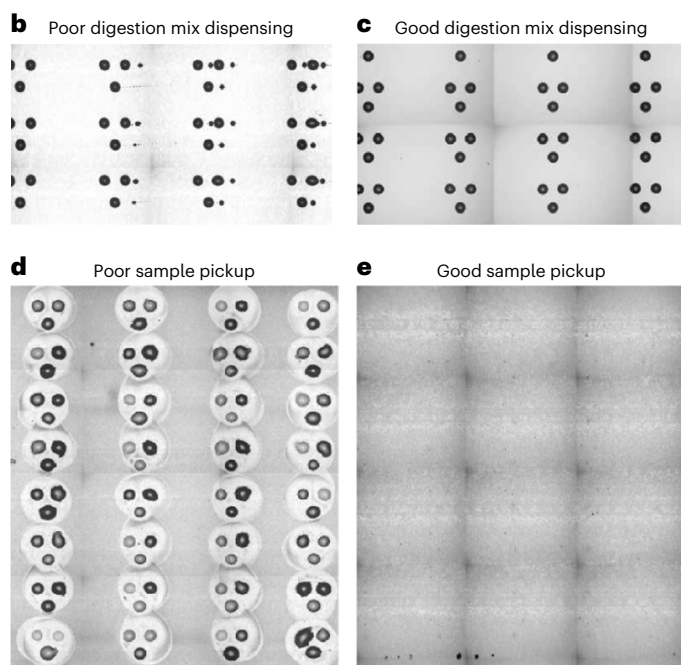 b Poor digestion mix dispensing
c Good digestion mix dispensing
d Poor sample pickup
e Good sample pickup